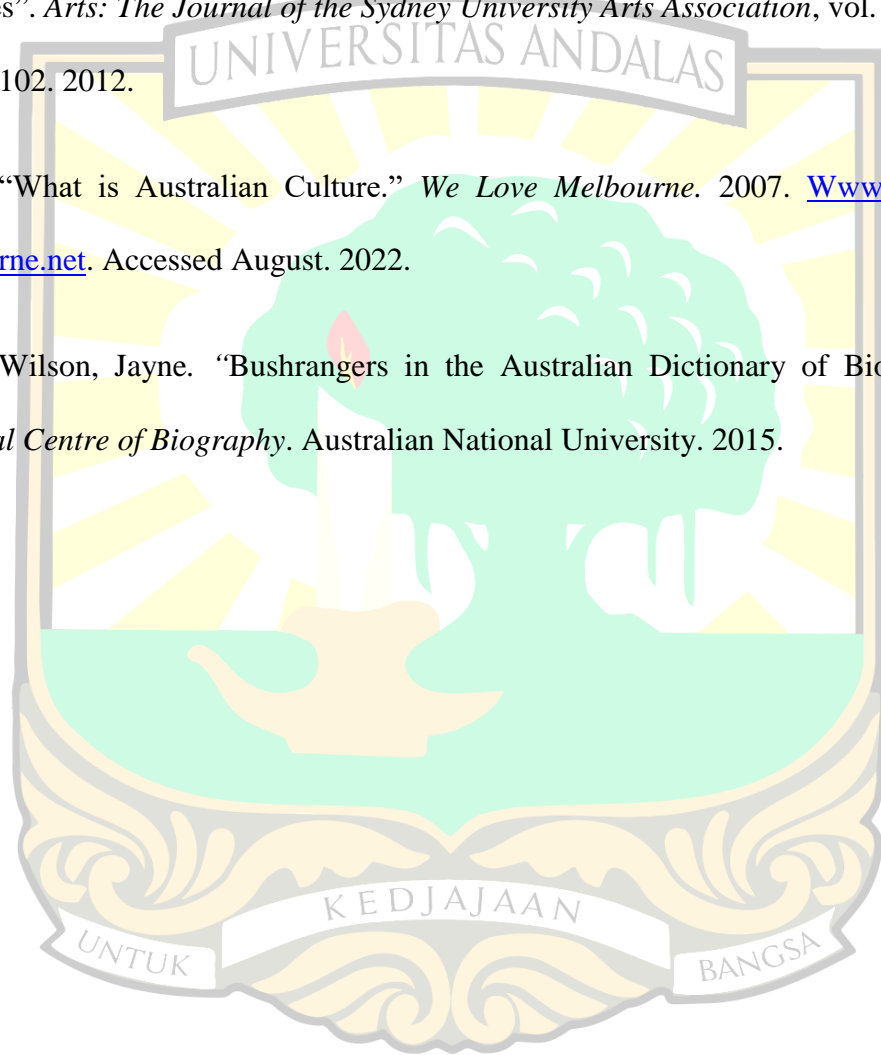 es”. Arts: The Journal of the Sydney University Arts Association, vol.
UNIVERSITAS ANDALAS
102. 2012.
“What is Australian Culture.” We Love Melbourne. 2007. Www
rne.net. Accessed August. 2022.
Wilson, Jayne. “Bushrangers in the Australian Dictionary of Bio
al Centre of Biography. Australian National University. 2015.
UNTUK KEDJAJAAN BANGSA